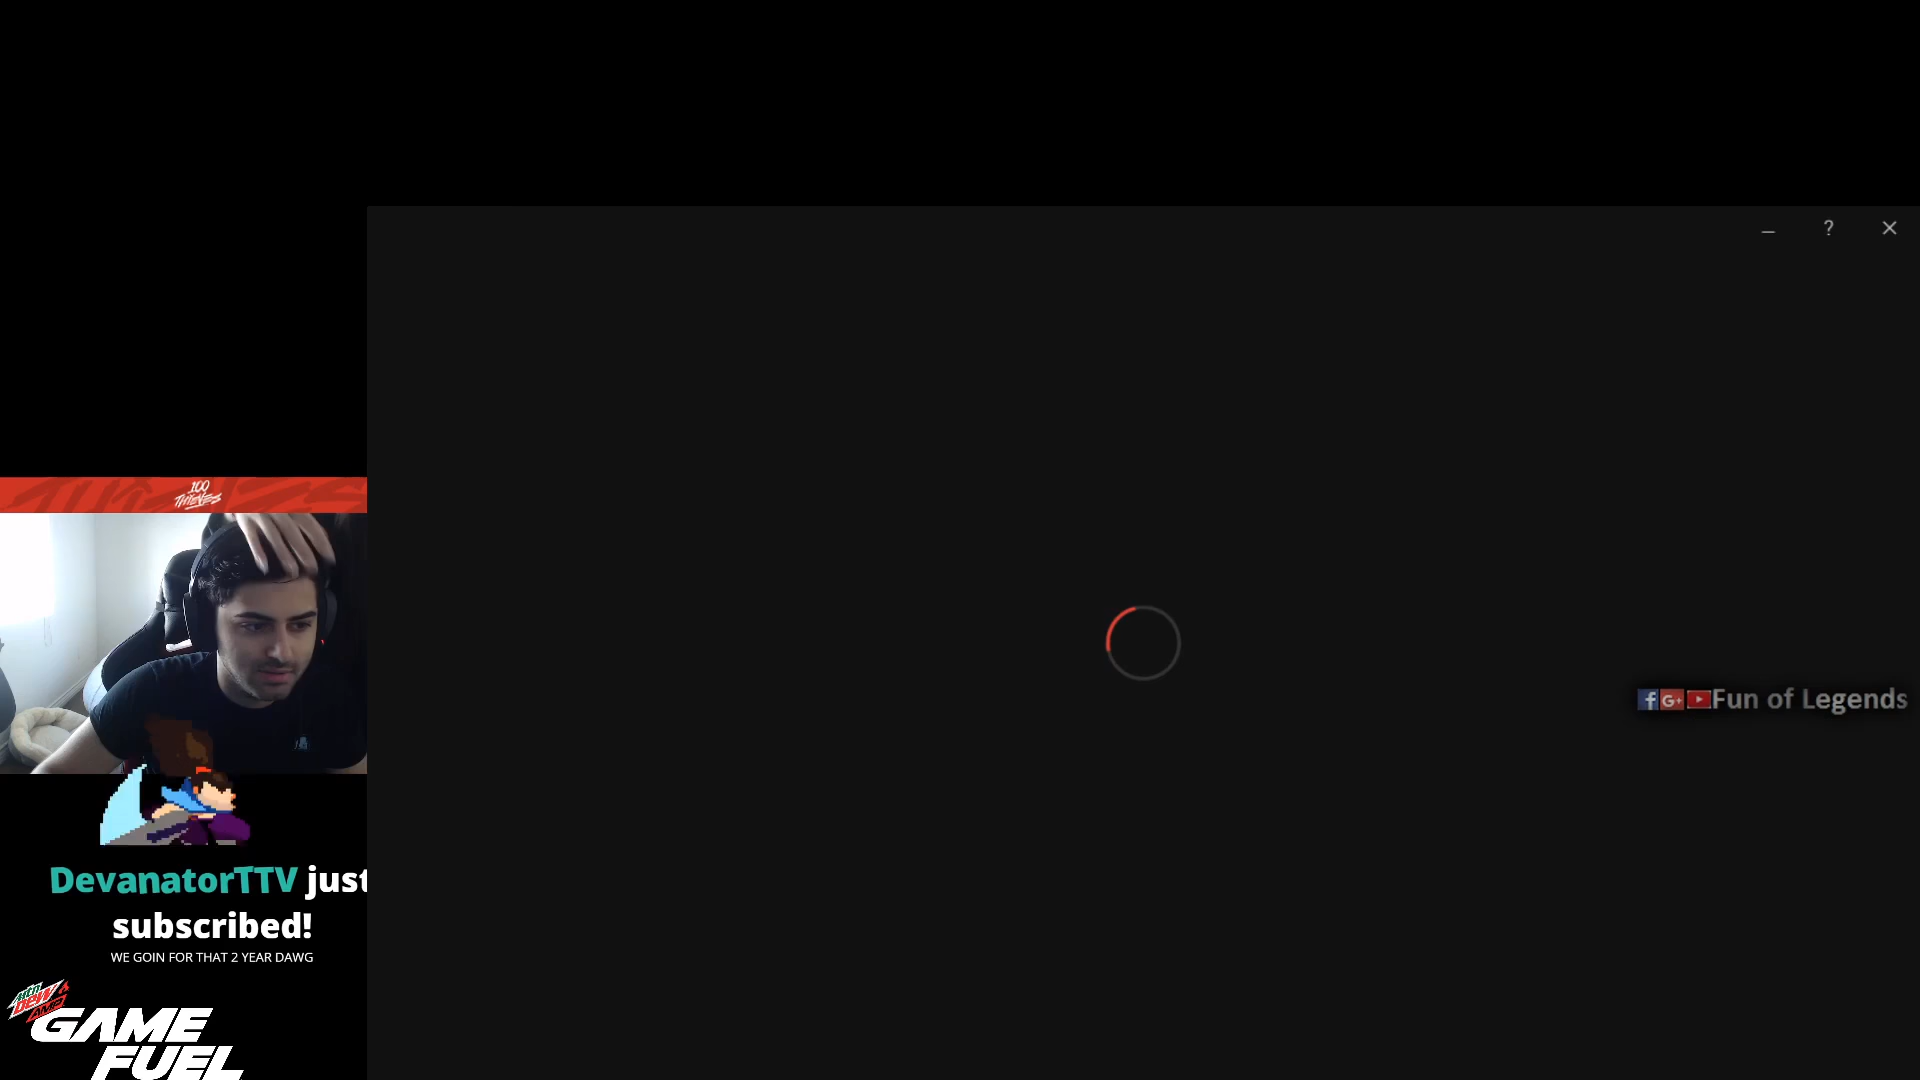 ?
100
THIEVES
Fun of Legends
DevanatorTTV just
subscribed!
WE GOIN FOR THAT 2 YEAR DAWG
mtn
DEW
AMP
GAME
FUEL